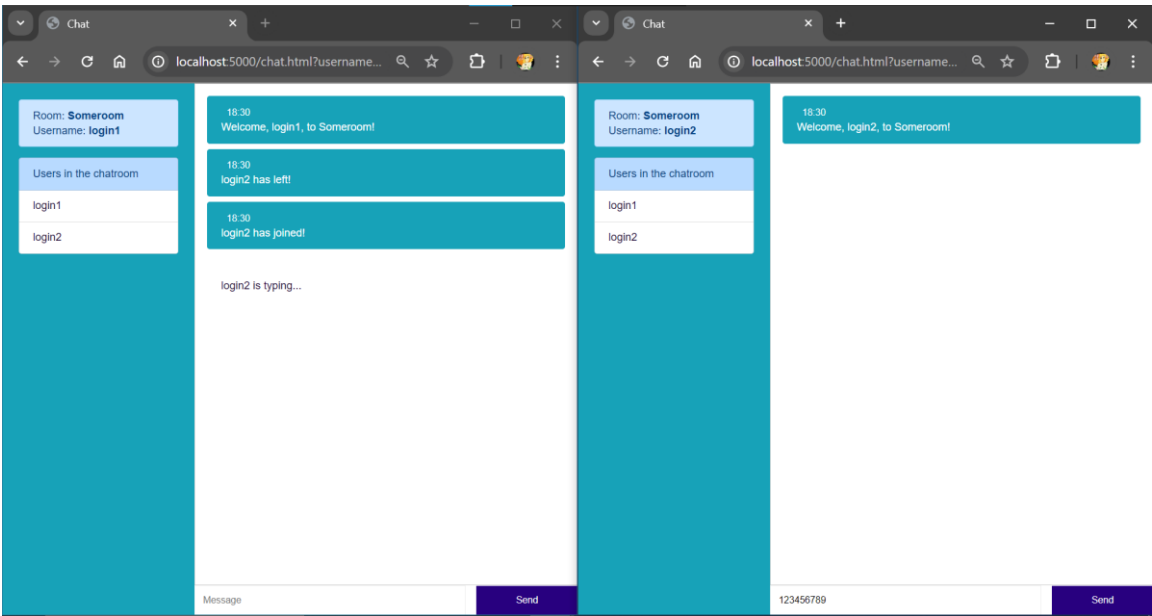 Chat
localhost:5000/chat.html?username...
Room: Someroom
Username: login1
Users in the chatroom
login1
login2
18:30
Welcome, login1, to Someroom!
18:30
login2 has left!
18:30
login2 has joined!
login2 is typing...
Message
Send
Chat
localhost:5000/chat.html?username...
Room: Someroom
Username: login2
Users in the chatroom
login1
login2
18:30
Welcome, login2, to Someroom!
123456789
Send